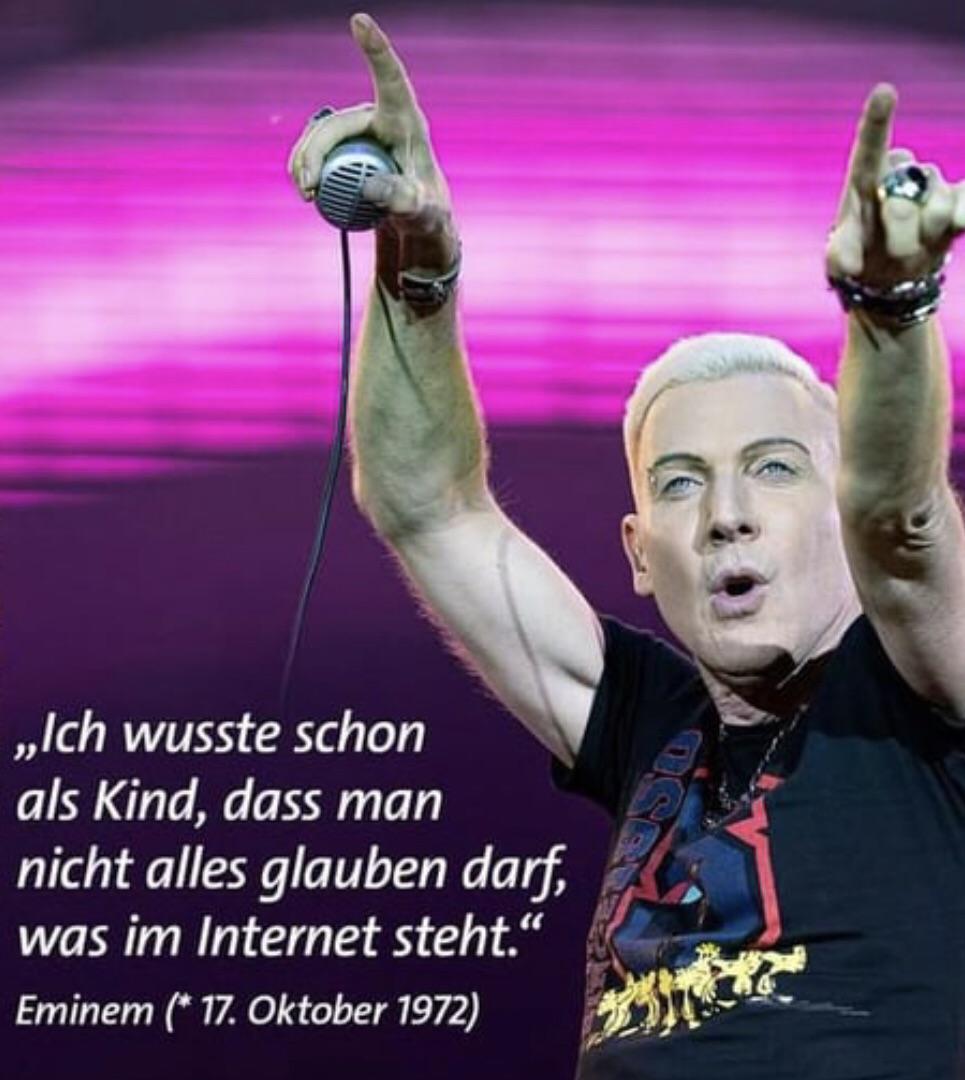 „Ich wusste schon
als Kind, dass man
nicht alles glauben darf,
was im Internet steht.“
Eminem (* 17. Oktober 1972)